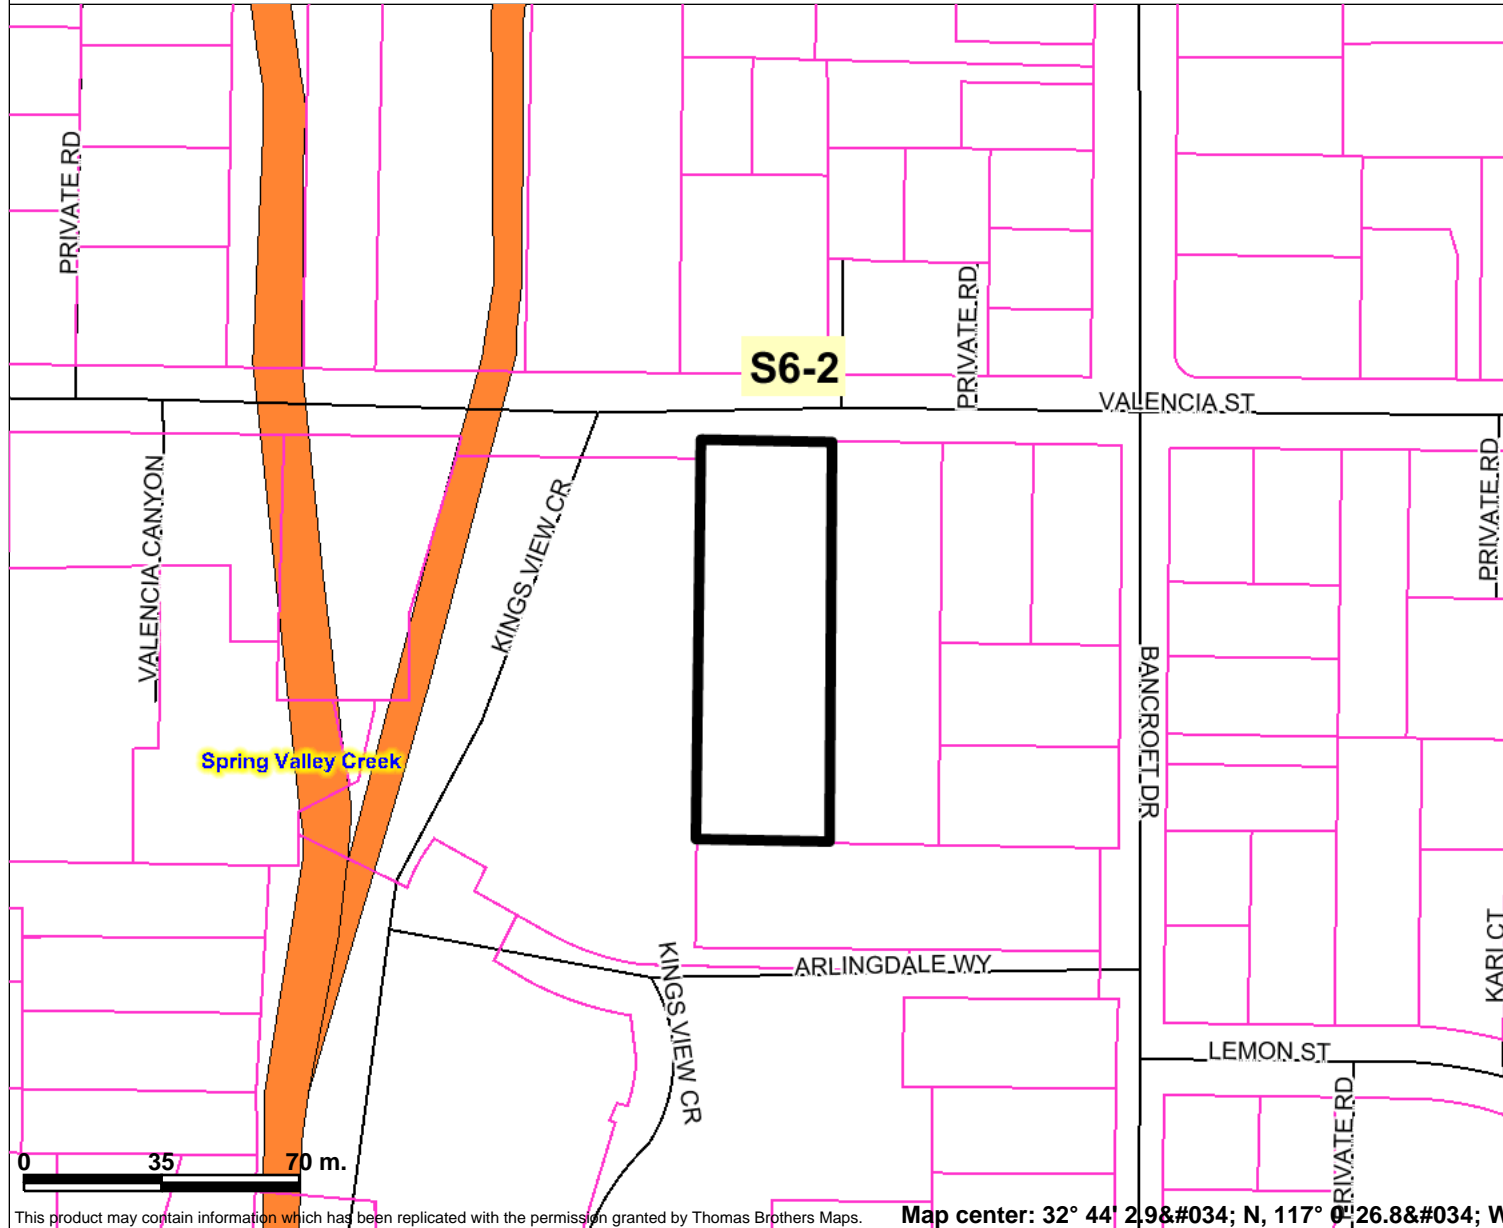 PRIVATE RD
PRIVATE RD
S6-2
VALENCIA ST
VALENCIA CANYON
KINGS VIEW CR
PRIVATE RD
BANCROFT DR
Spring Valley Creek
KINGS VIEW CR
ARLINGDALE WY
KARI CT
LEMON ST
PRIVATE RD
0 35 70 m.
This product may contain information which has been replicated with the permission granted by Thomas Brothers Maps.
Map center: 32° 44' 2.9&#034; N, 117° 0' 26.8&#034; W